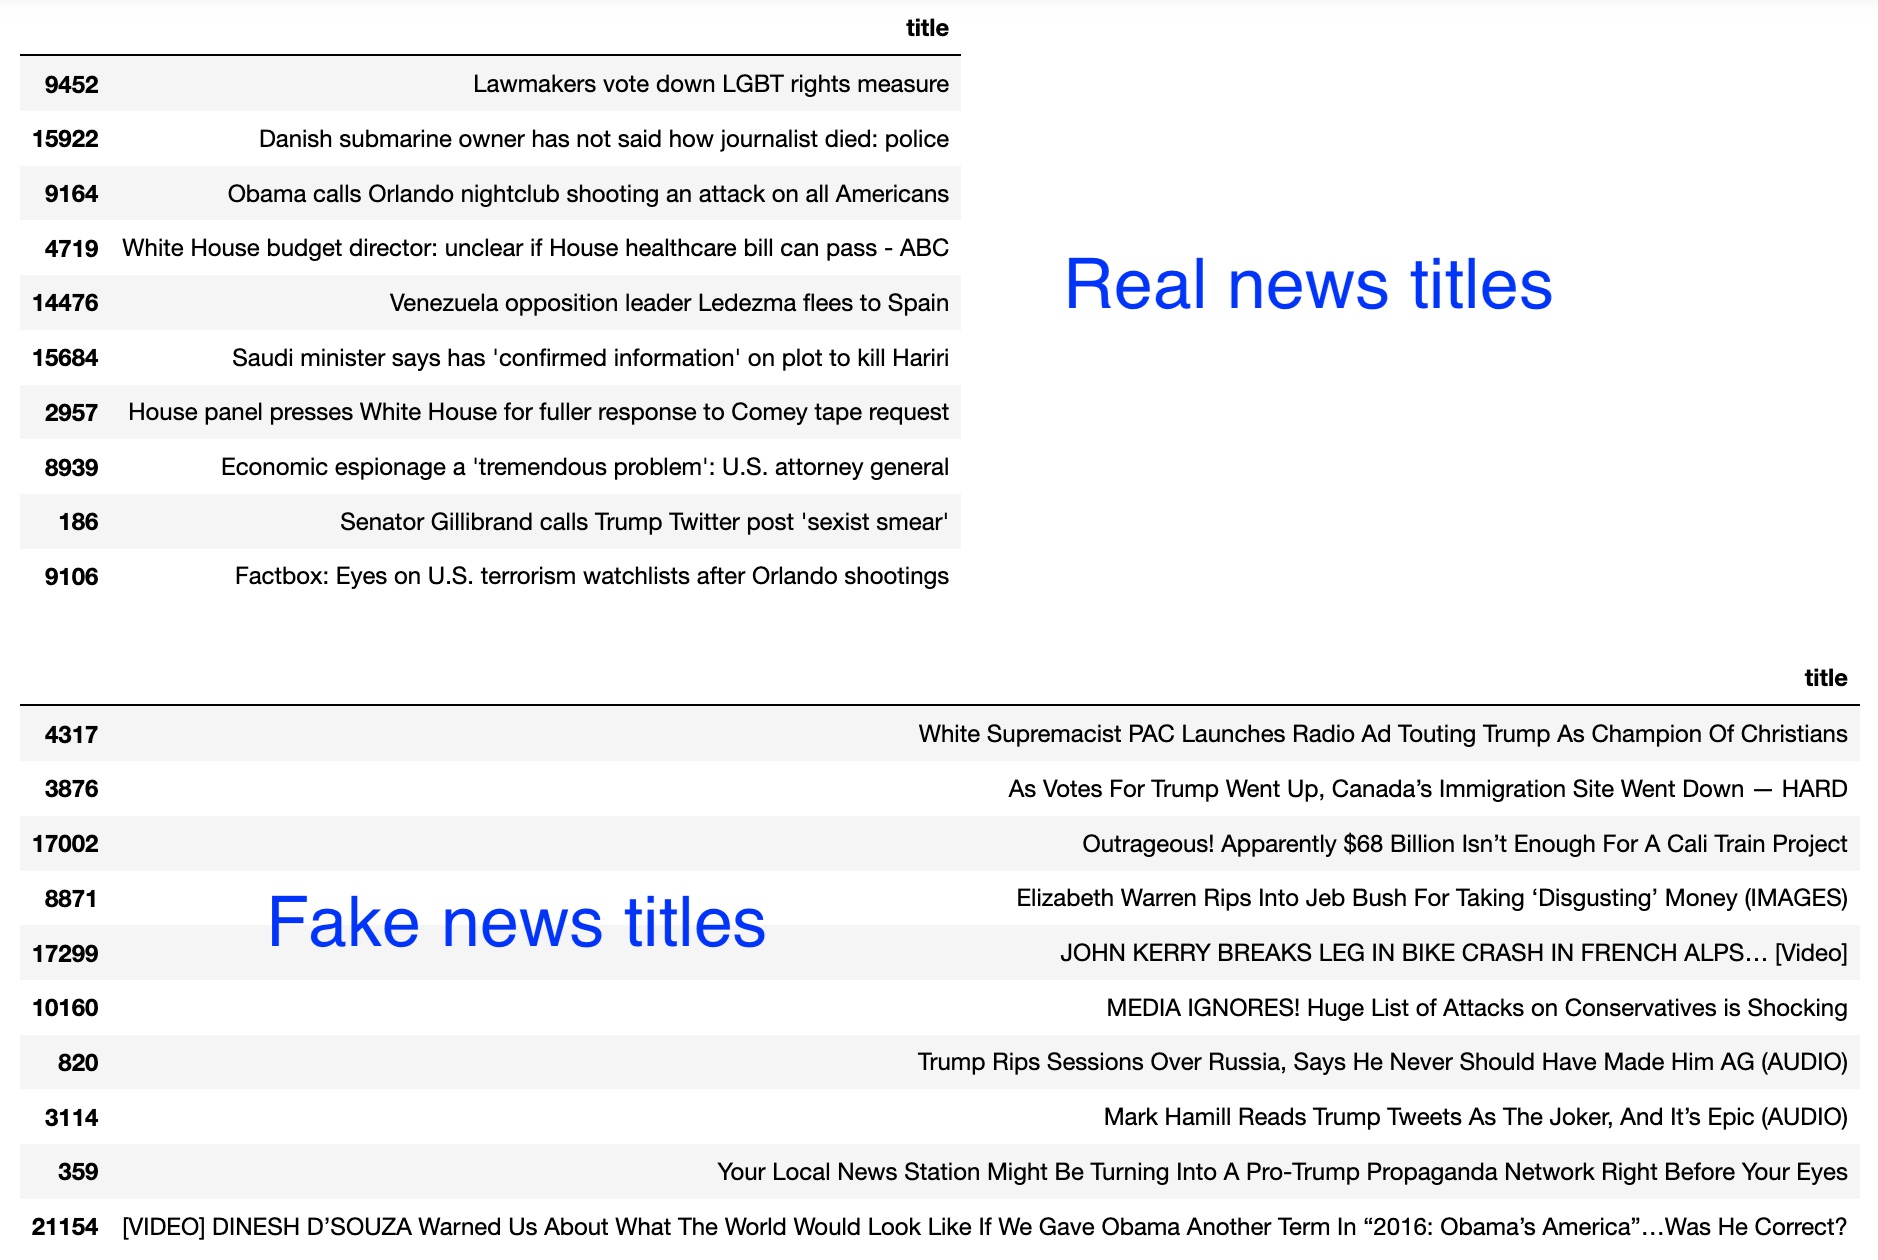 title
9452 Lawmakers vote down LGBT rights measure
15922 Danish submarine owner has not said how journalist died: police
9164 Obama calls Orlando nightclub shooting an attack on all Americans
4719 White House budget director: unclear if House healthcare bill can pass - ABC
14476 Venezuela opposition leader Ledezma flees to Spain
15684 Saudi minister says has 'confirmed information' on plot to kill Hariri
2957 House panel presses White House for fuller response to Comey tape request
8939 Economic espionage a 'tremendous problem': U.S. attorney general
186 Senator Gillibrand calls Trump Twitter post 'sexist smear'
9106 Factbox: Eyes on U.S. terrorism watchlists after Orlando shootings
Real news titles
title
4317 White Supremacist PAC Launches Radio Ad Touting Trump As Champion Of Christians
3876 As Votes For Trump Went Up, Canada’s Immigration Site Went Down — HARD
17002 Outrageous! Apparently $68 Billion Isn’t Enough For A Cali Train Project
8871 Elizabeth Warren Rips Into Jeb Bush For Taking ‘Disgusting’ Money (IMAGES)
17299 JOHN KERRY BREAKS LEG IN BIKE CRASH IN FRENCH ALPS… [Video]
10160 MEDIA IGNORES! Huge List of Attacks on Conservatives is Shocking
820 Trump Rips Sessions Over Russia, Says He Never Should Have Made Him AG (AUDIO)
3114 Mark Hamill Reads Trump Tweets As The Joker, And It’s Epic (AUDIO)
359 Your Local News Station Might Be Turning Into A Pro-Trump Propaganda Network Right Before Your Eyes
21154 [VIDEO] DINESH D’SOUZA Warned Us About What The World Would Look Like If We Gave Obama Another Term In “2016: Obama’s America”…Was He Correct?
Fake news titles